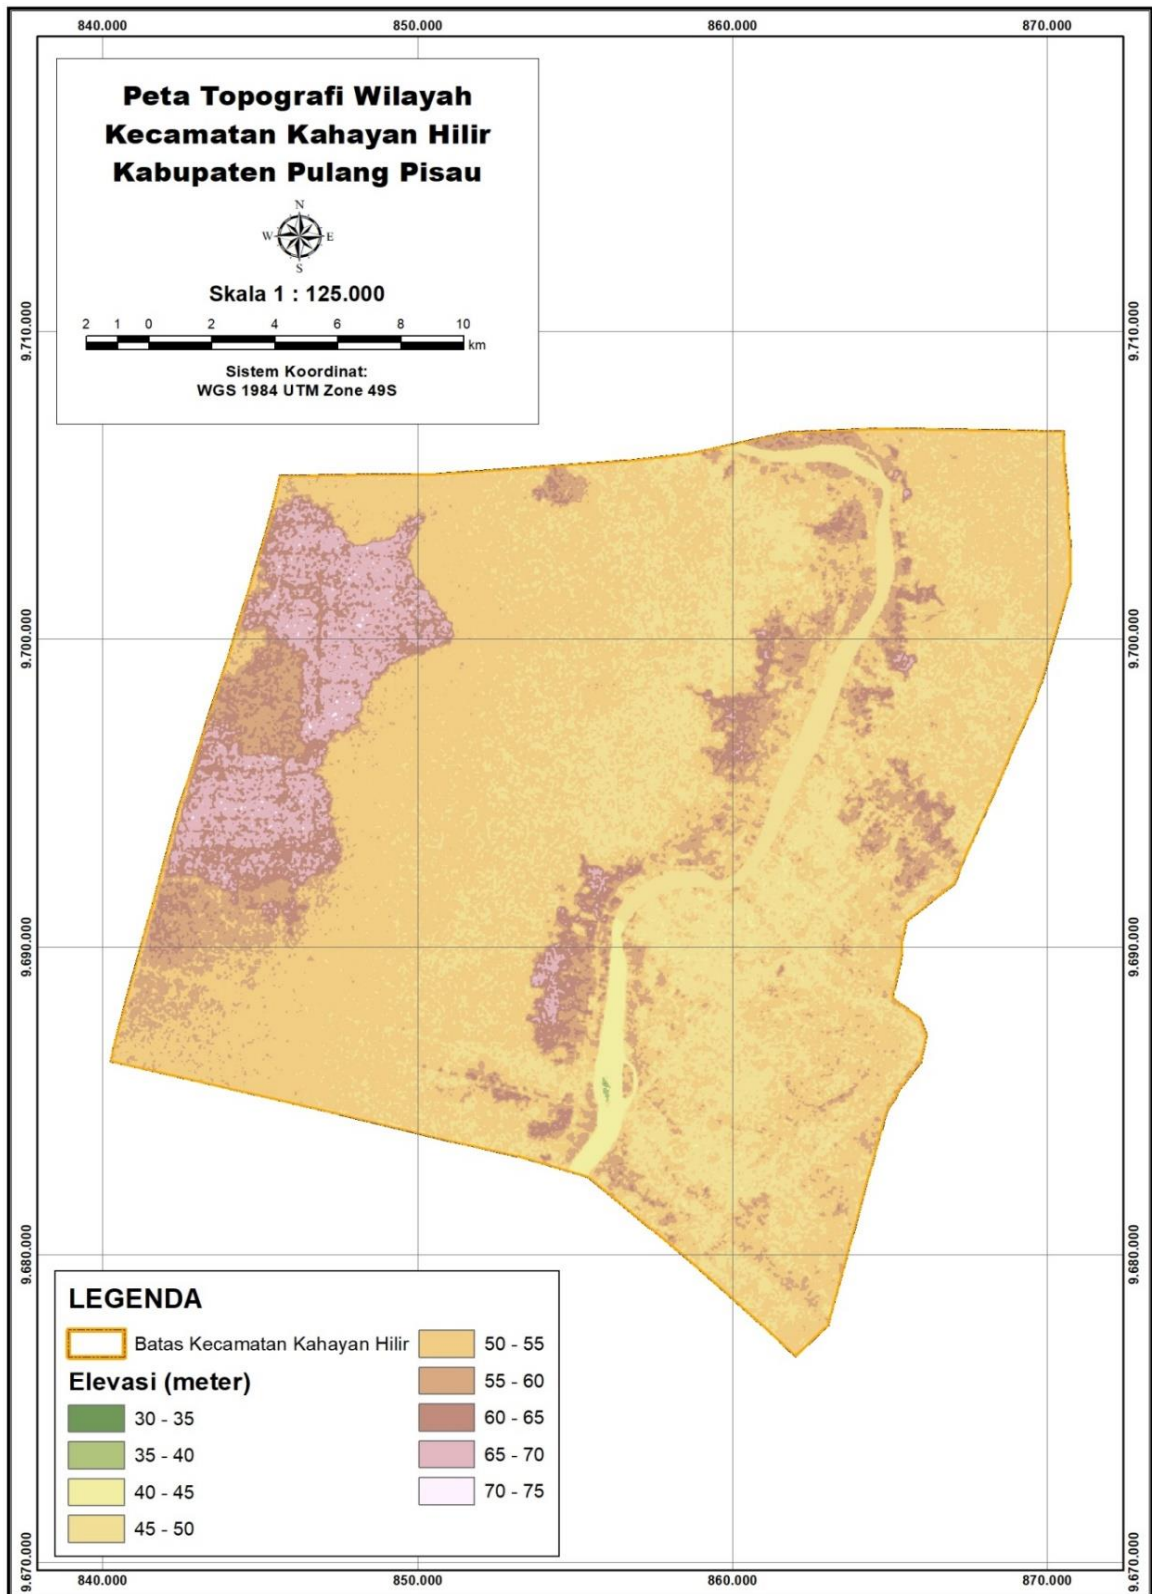 840.000
850.000
860.000
870.000
Peta Topografi Wilayah
Kecamatan Kahayan Hilir
Kabupaten Pulang Pisau
N
W
E
S
Skala 1 : 125.000
2 1 0 2 4 6 8 10
km
Sistem Koordinat:
WGS 1984 UTM Zone 49S
9.710.000
9.710.000
9.700.000
9.700.000
9.690.000
9.690.000
9.680.000
9.680.000
LEGENDA
Batas Kecamatan Kahayan Hilir
Elevasi (meter)
30 - 35
35 - 40
40 - 45
45 - 50
50 - 55
55 - 60
60 - 65
65 - 70
70 - 75
9.670.000
9.670.000
840.000
850.000
860.000
870.000